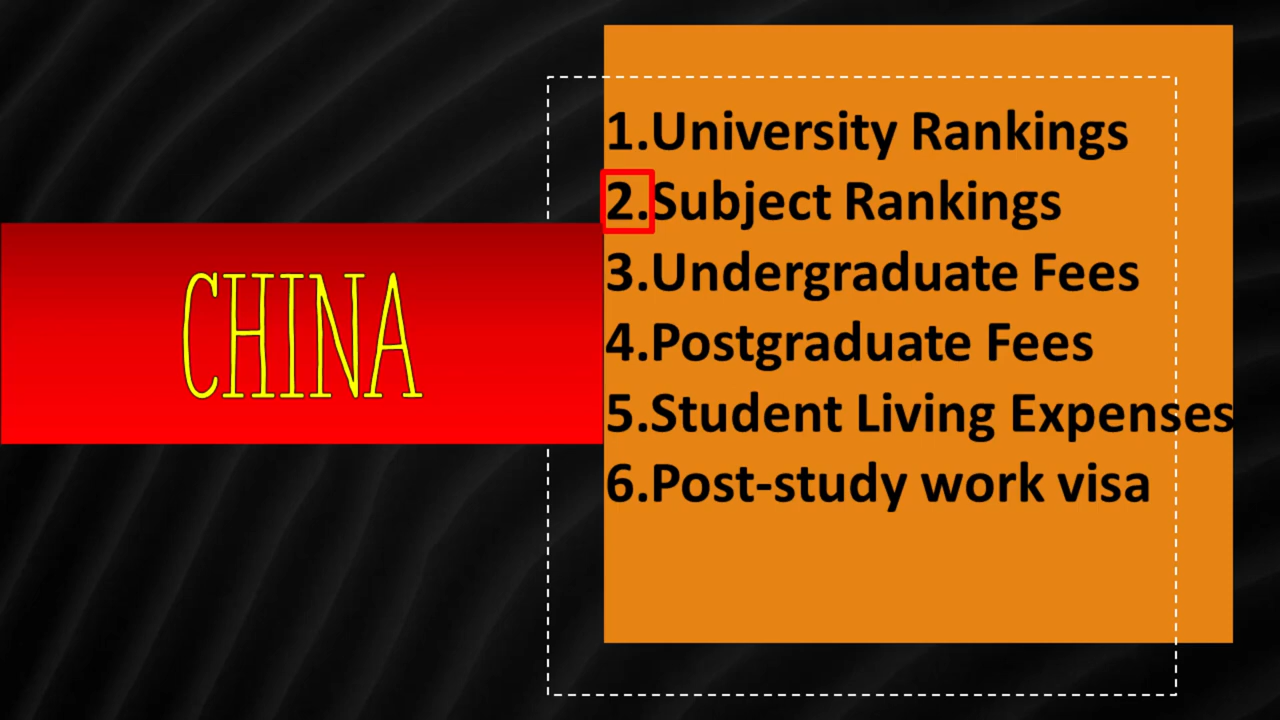 CHINA
1.University Rankings
2.Subject Rankings
3.Undergraduate Fees
4.Postgraduate Fees
5.Student Living Expenses
6.Post-study work visa